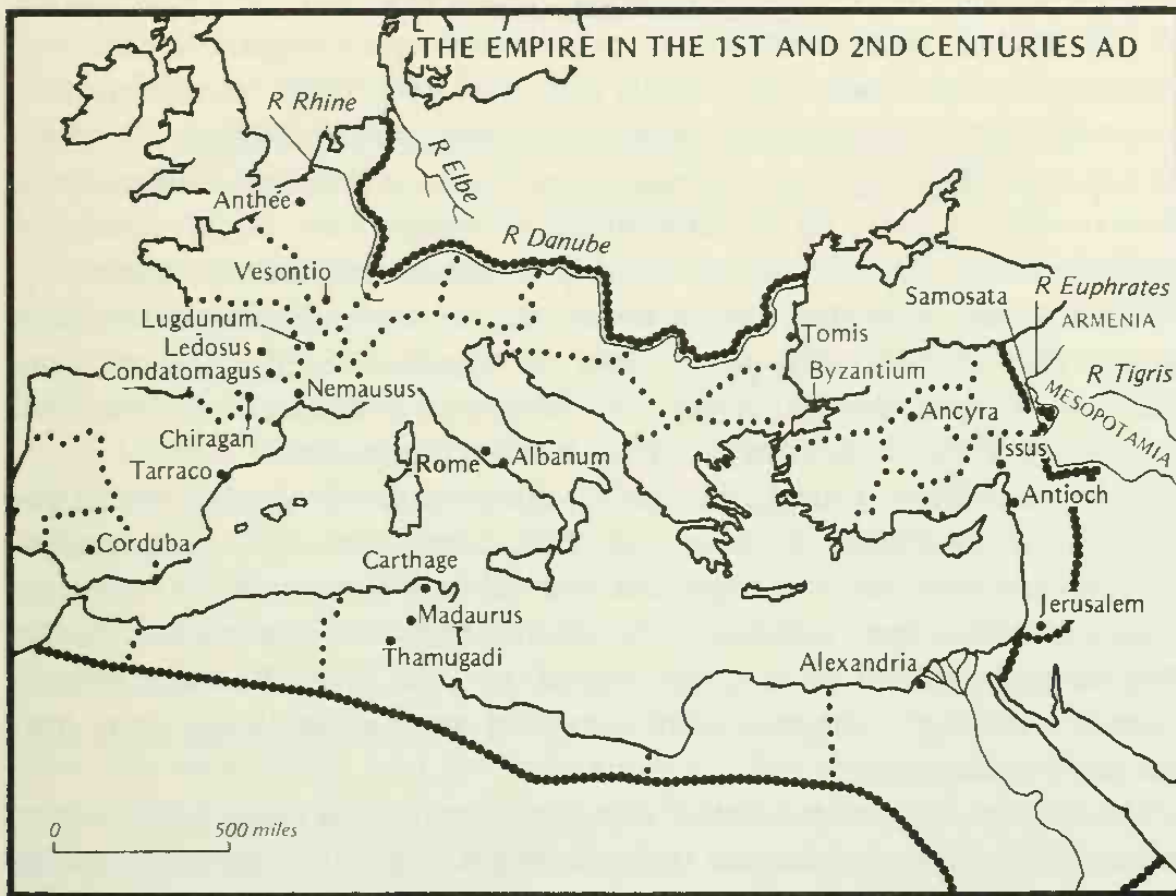 THE EMPIRE IN THE 1ST AND 2ND CENTURIES AD
R Rhine
R Elbe
Anthée
R Danube
Vesontio
Samosata
R Euphrates
ARMENIA
Lugdunum
Tomis
Ledosus
Byzantium
R Tigris
Condatomagus
Nemausus
Ancyra
MESOPOTAMIA
Chiragan
Issus
Tarraco
Rome
Albanum
Antioch
Corduba
Carthage
Madaurus
Jerusalem
Thamugadi
Alexandria
0 500 miles